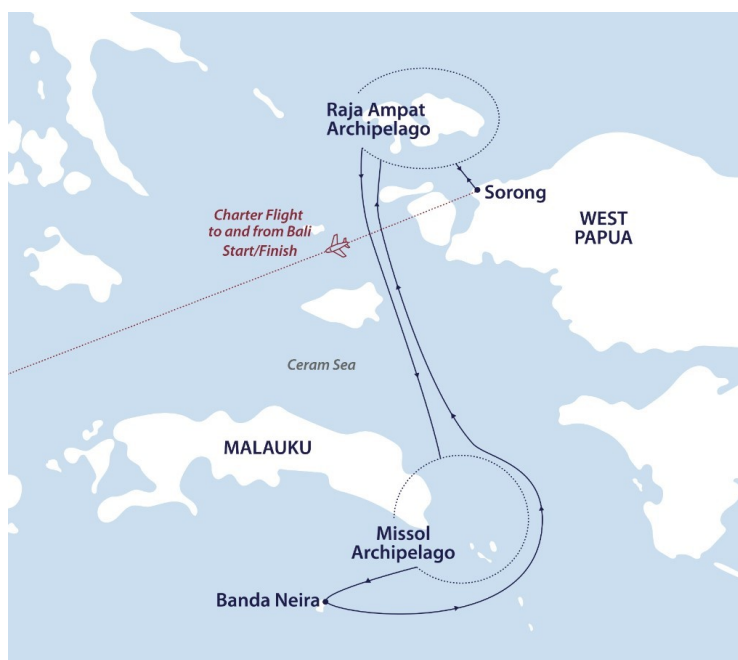 Raja Ampat
Archipelago
Sorong
WEST
PAPUA
Charter Flight
to and from Bali
Start/Finish
Ceram Sea
MALAUKU
Missol
Archipelago
Banda Neira